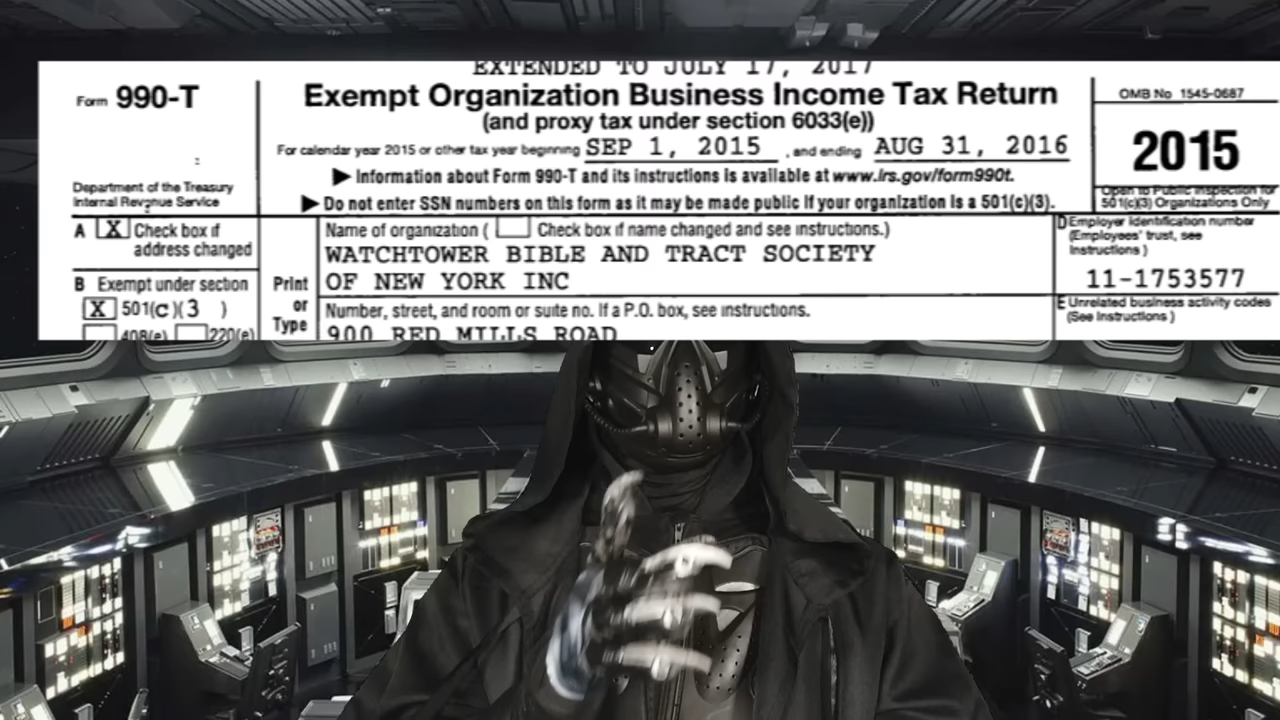 EXTENDED TO JULY 17, 2017
Form 990-T
Exempt Organization Business Income Tax Return
(and proxy tax under section 6033(e))
For calendar year 2015 or other tax year beginning SEP 1, 2015 , and ending AUG 31, 2016
▶ Information about Form 990-T and its instructions is available at www.irs.gov/form990t.
▶ Do not enter SSN numbers on this form as it may be made public if your organization is a 501(c)(3).
Department of the Treasury
Internal Revenue Service
OMB No 1545-0687
2015
Open to Public Inspection for
501(c)(3) Organizations Only
A X Check box if
address changed
B Exempt under section
X 501(c)(3 )
408(e) 220(e)
Print
or
Type
Name of organization ( Check box if name changed and see instructions.)
WATCHTOWER BIBLE AND TRACT SOCIETY
OF NEW YORK INC
Number, street, and room or suite no. If a P.O. box, see instructions.
900 RED MILLS ROAD
D Employer identification number
(Employees' trust, see
instructions )
11-1753577
E Unrelated business activity codes
(See instructions )